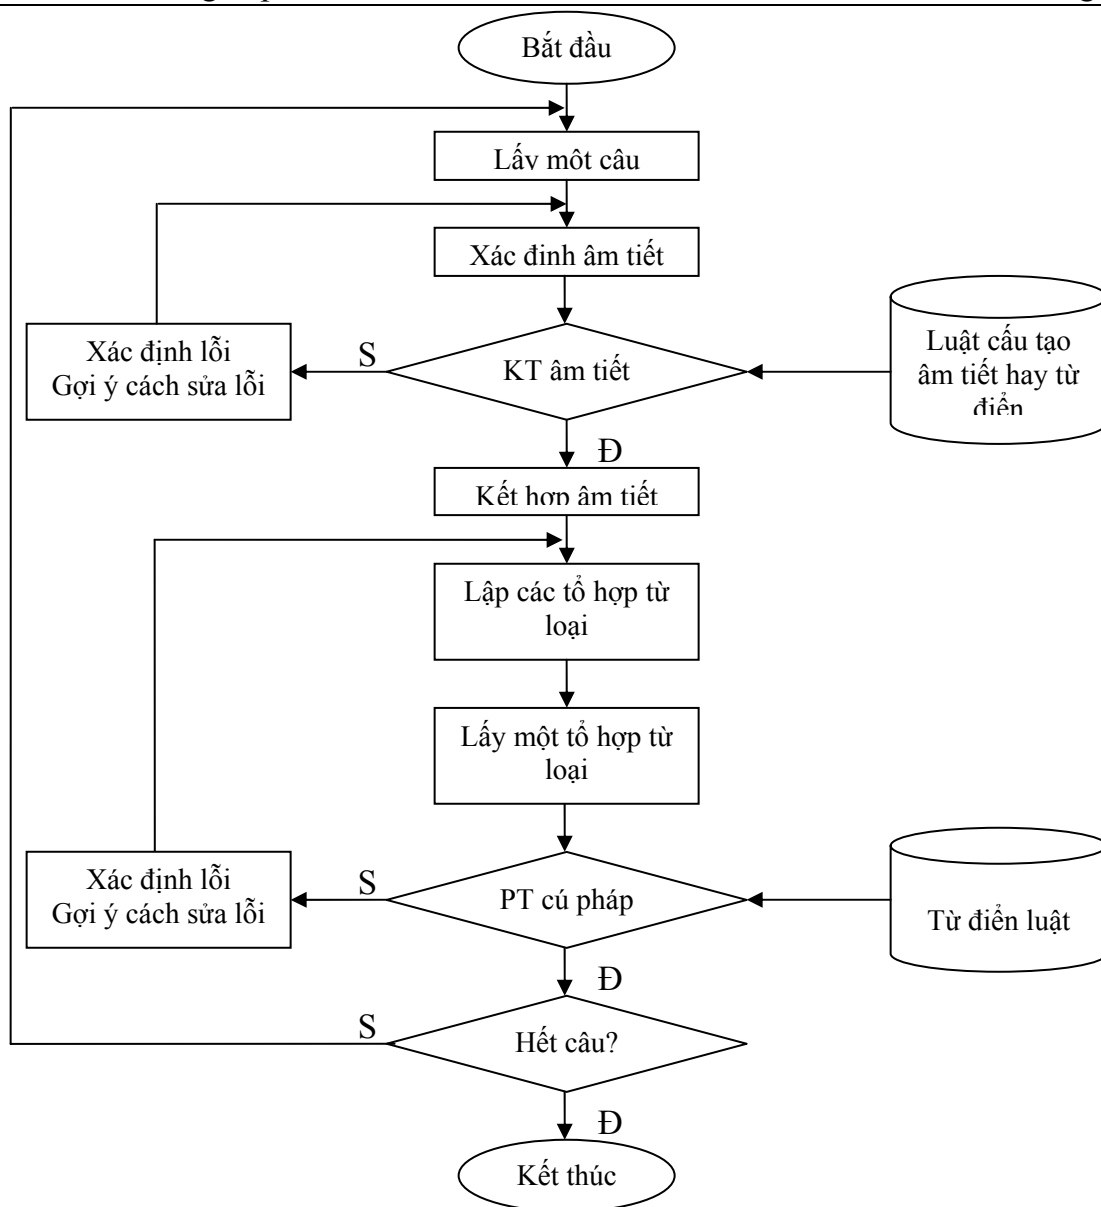 Bắt đầu
Lấy một câu
Xác định âm tiết
Xác định lỗi
Gợi ý cách sửa lỗi
S
KT âm tiết
Luật cấu tạo
âm tiết hay từ
điển
Đ
Kết hợp âm tiết
Lập các tổ hợp từ
loại
Lấy một tổ hợp từ
loại
Xác định lỗi
Gợi ý cách sửa lỗi
S
PT cú pháp
Từ điển luật
Đ
S
Hết câu?
Đ
Kết thúc